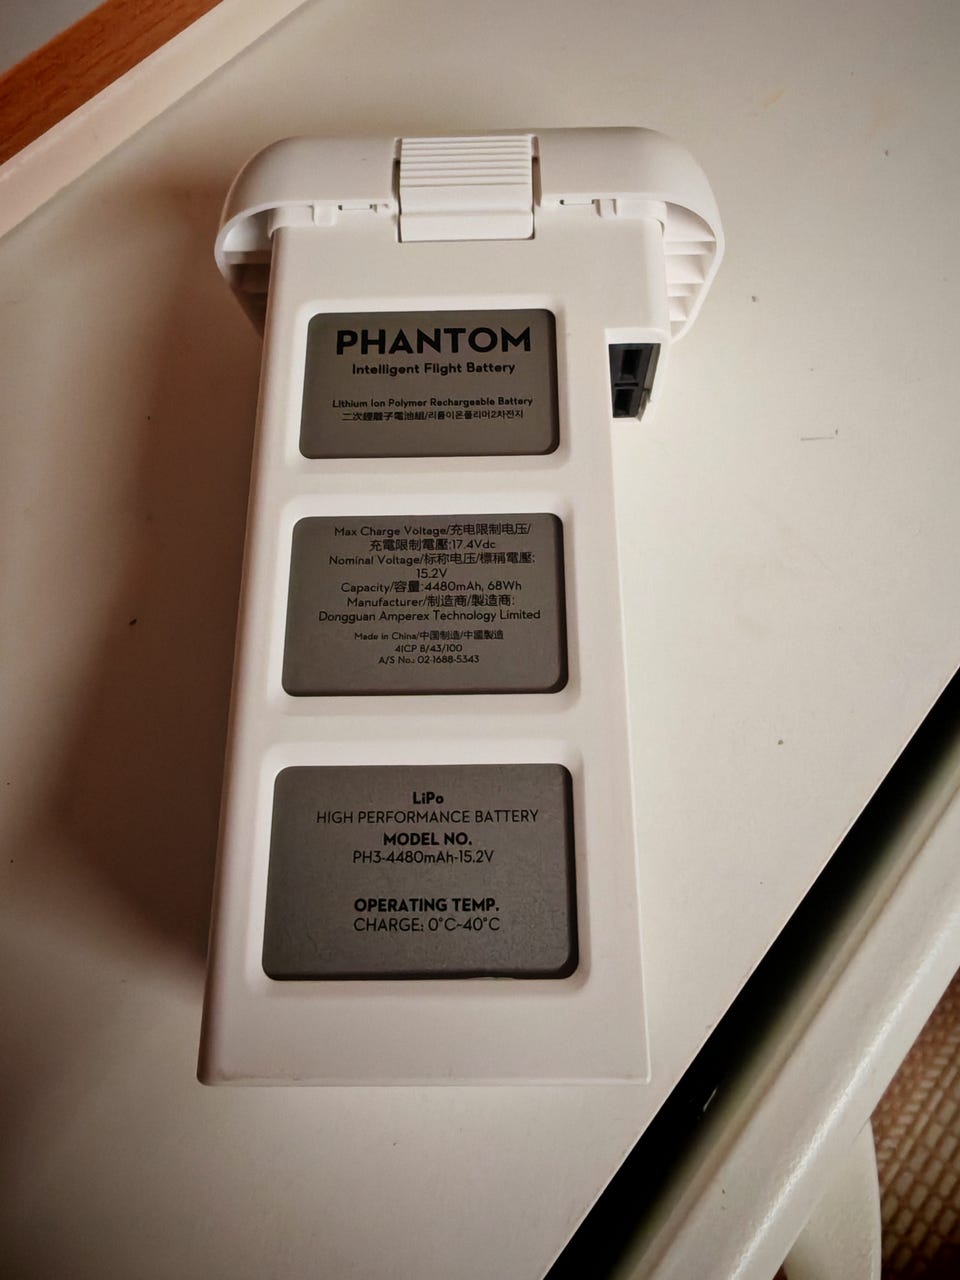 PHANTOM
Intelligent Flight Battery
Lithium Ion Polymer Rechargeable Battery
二次鋰離子電池組/리튬이온폴리머2차전지
Max Charge Voltage/充电限制电压/
充電限制電壓:17.4Vdc
Nominal Voltage/标称电压/標稱電壓:
15.2V
Capacity/容量:4480mAh, 68Wh
Manufacturer/制造商/製造商:
Dongguan Amperex Technology Limited
Made in China/中国制造/中國製造
4ICP 8/43/100
A/S No.: 02-1688-5343
LiPo
HIGH PERFORMANCE BATTERY
MODEL NO.
PH3-4480mAh-15.2V
OPERATING TEMP.
CHARGE: 0°C~40°C